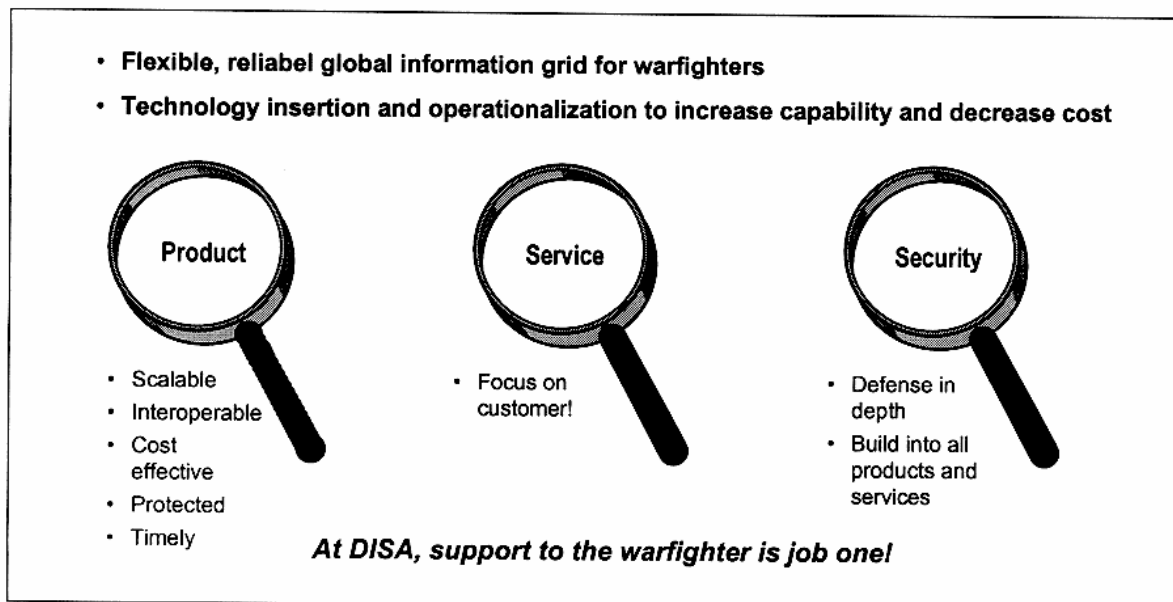 • Flexible, reliabel global information grid for warfighters
• Technology insertion and operationalization to increase capability and decrease cost
Product
• Scalable
• Interoperable
• Cost
effective
• Protected
• Timely
Service
• Focus on
customer!
Security
• Defense in
depth
• Build into all
products and
services
At DISA, support to the warfighter is job one!